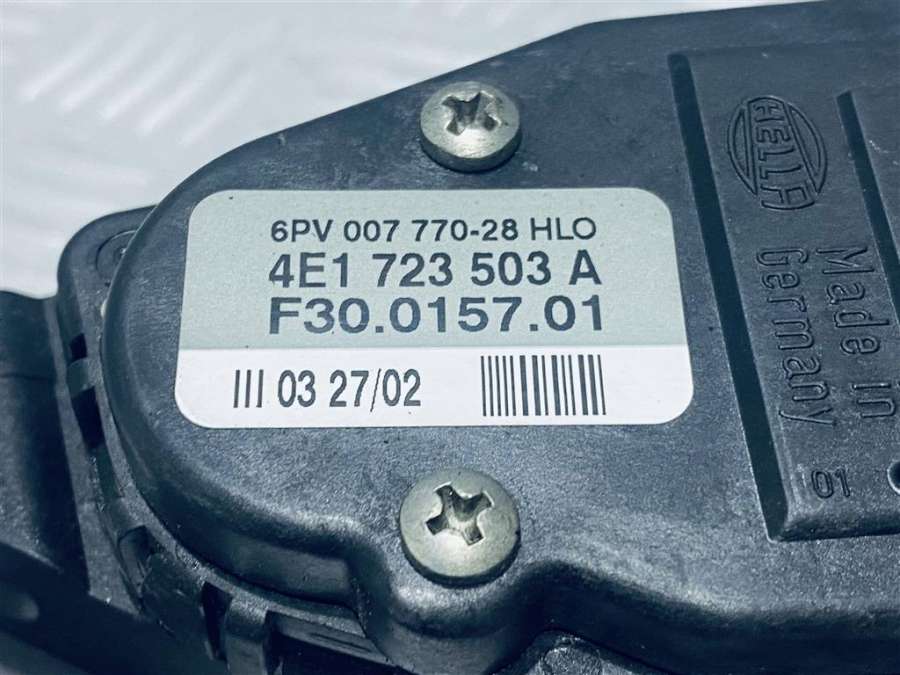 6PV 007 770-28 HLO
4E1 723 503 A
F30.0157.01
III 03 27/02
HELLA
Made in
Germany
01